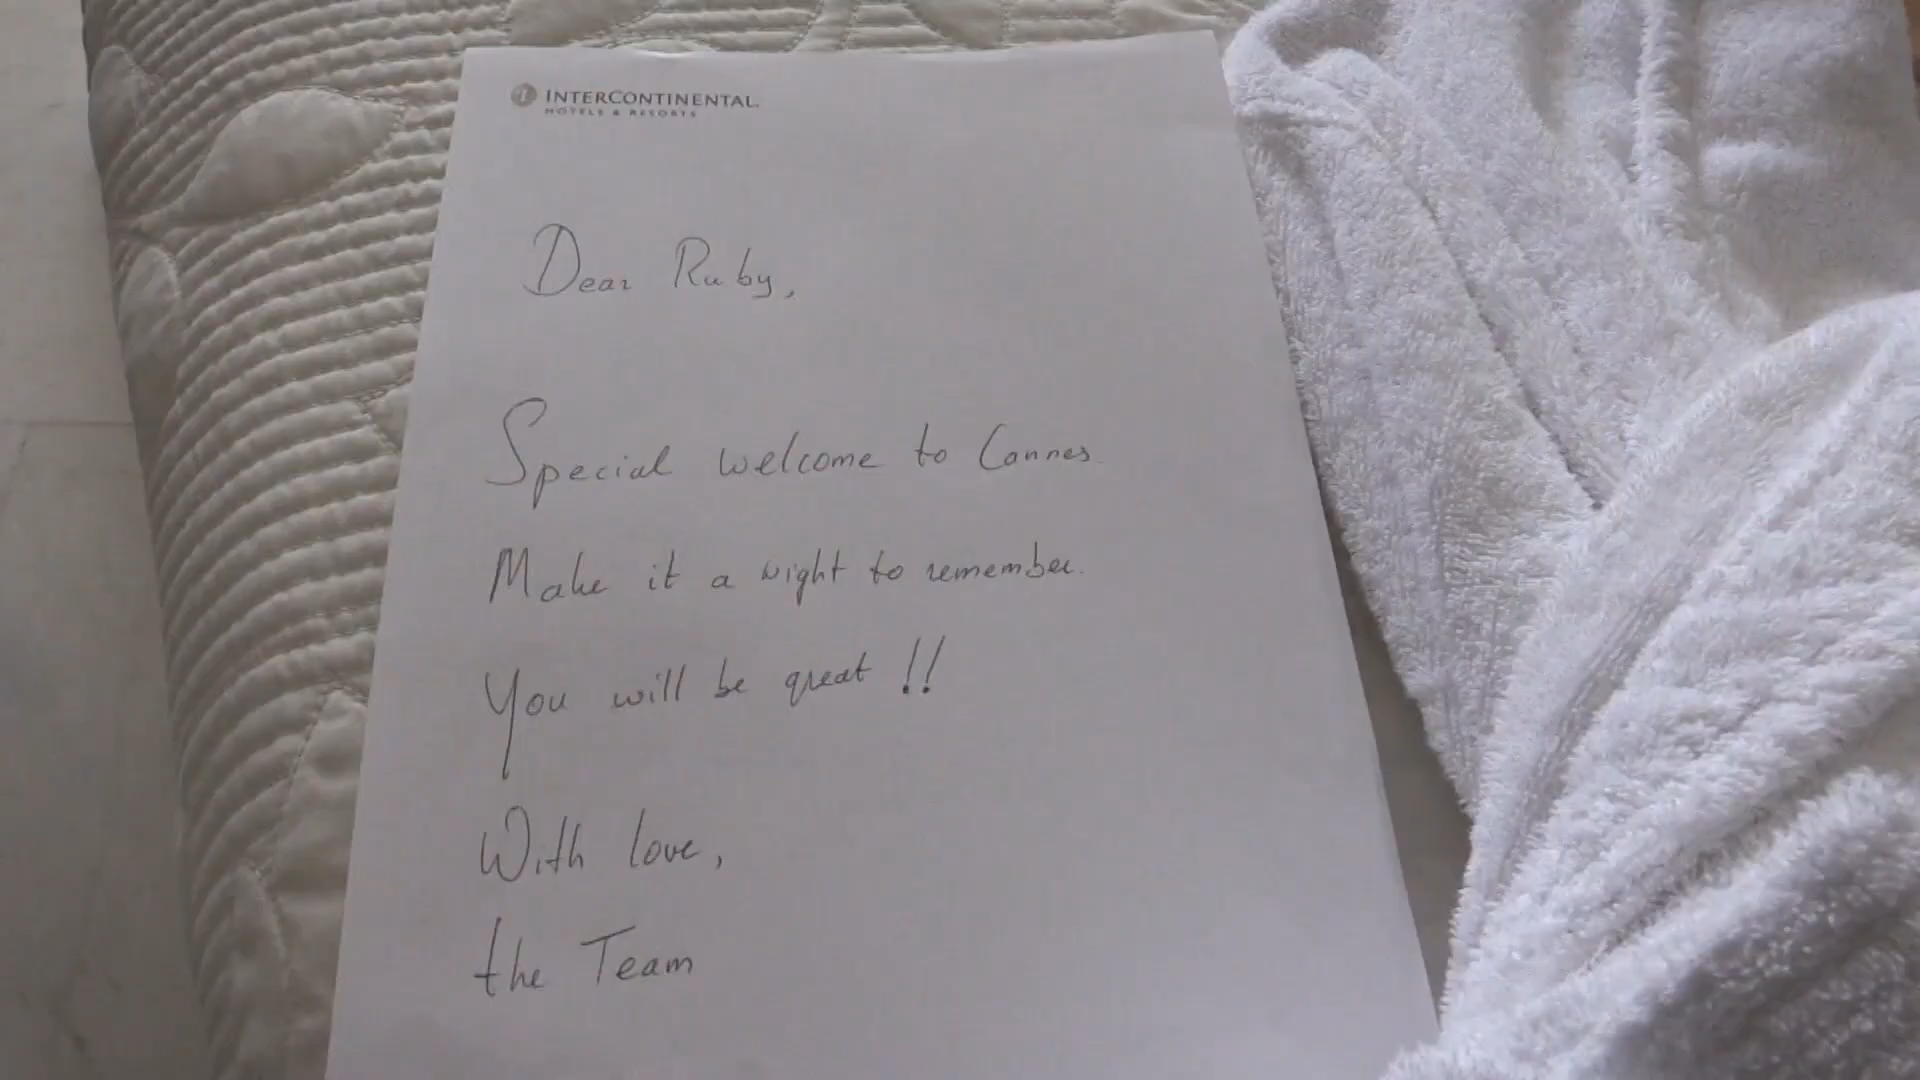 INTERCONTINENTAL.
HOTELS & RESORTS
Dear Ruby,
Special welcome to Cannes.
Make it a night to remember.
You will be great !!
With love,
the Team